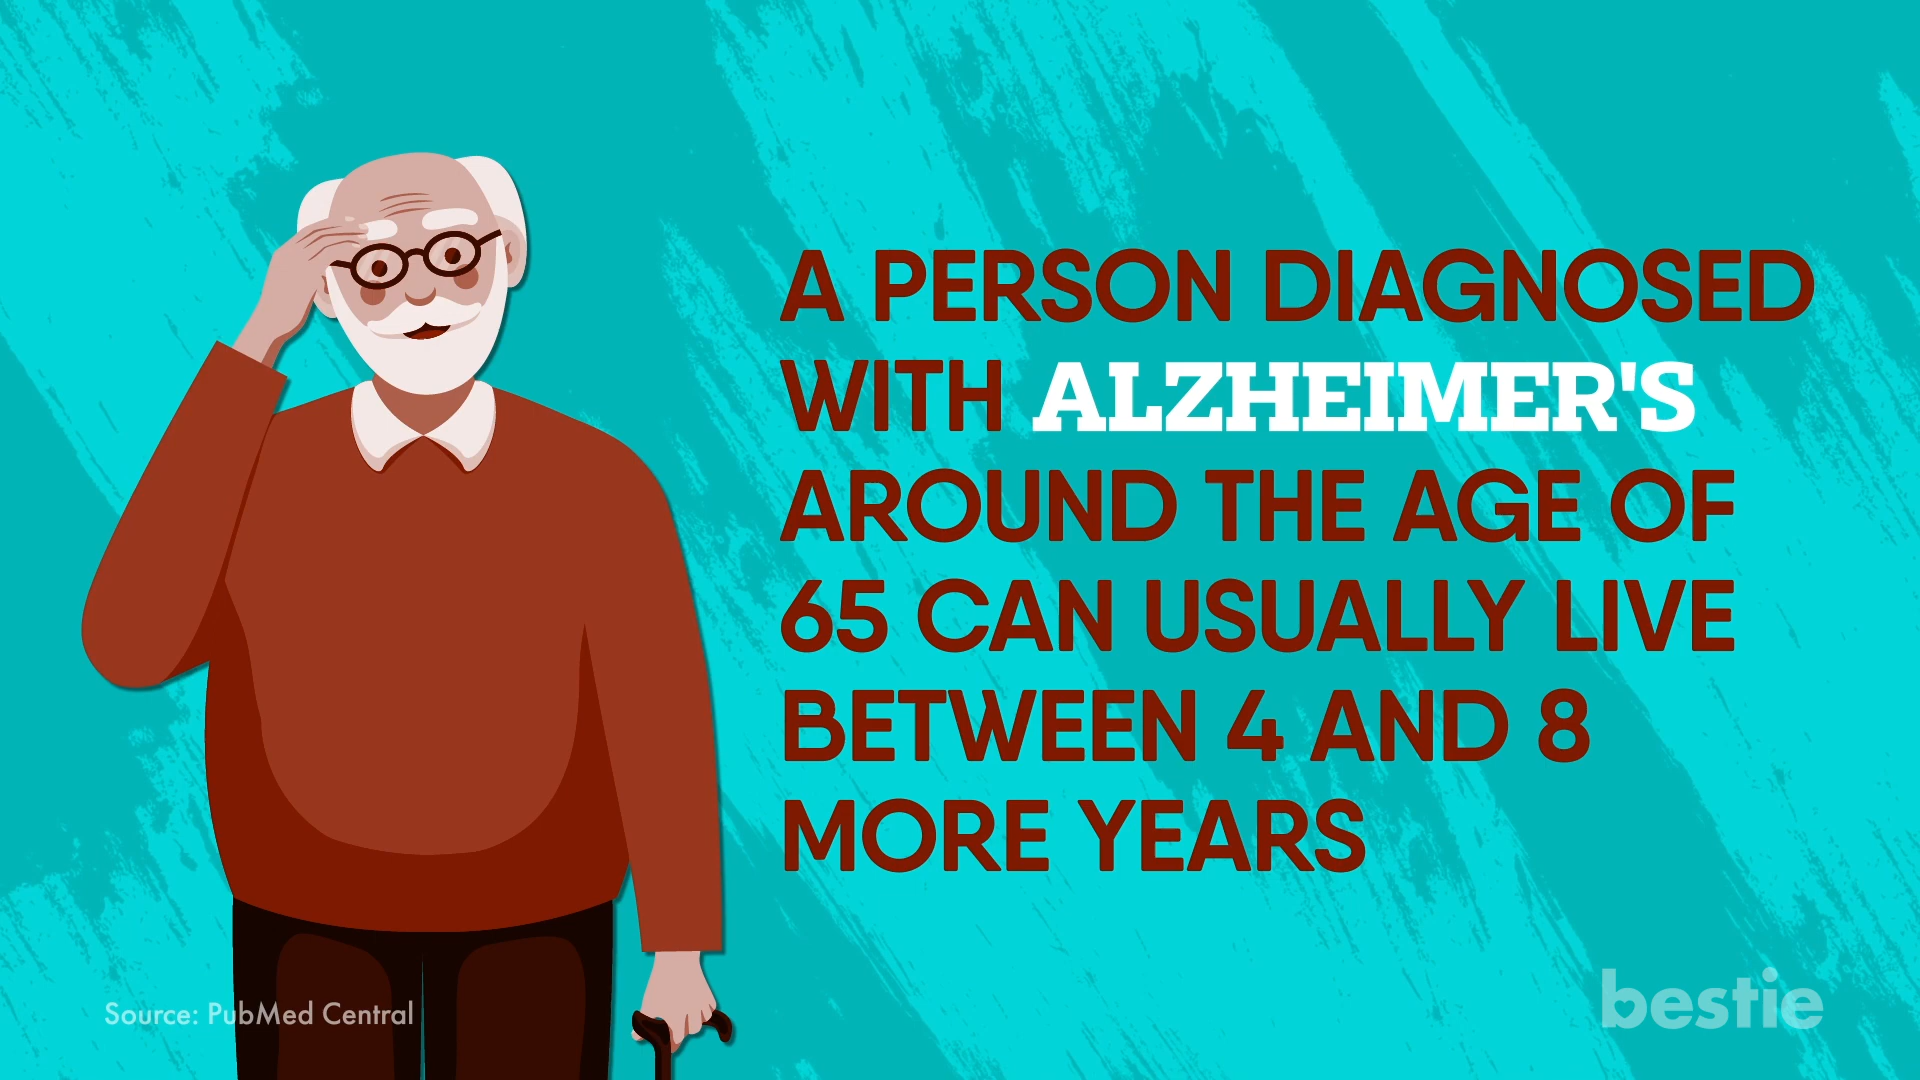 A PERSON DIAGNOSED
WITH ALZHEIMER'S
AROUND THE AGE OF
65 CAN USUALLY LIVE
BETWEEN 4 AND 8
MORE YEARS
Source: PubMed Central
bestie